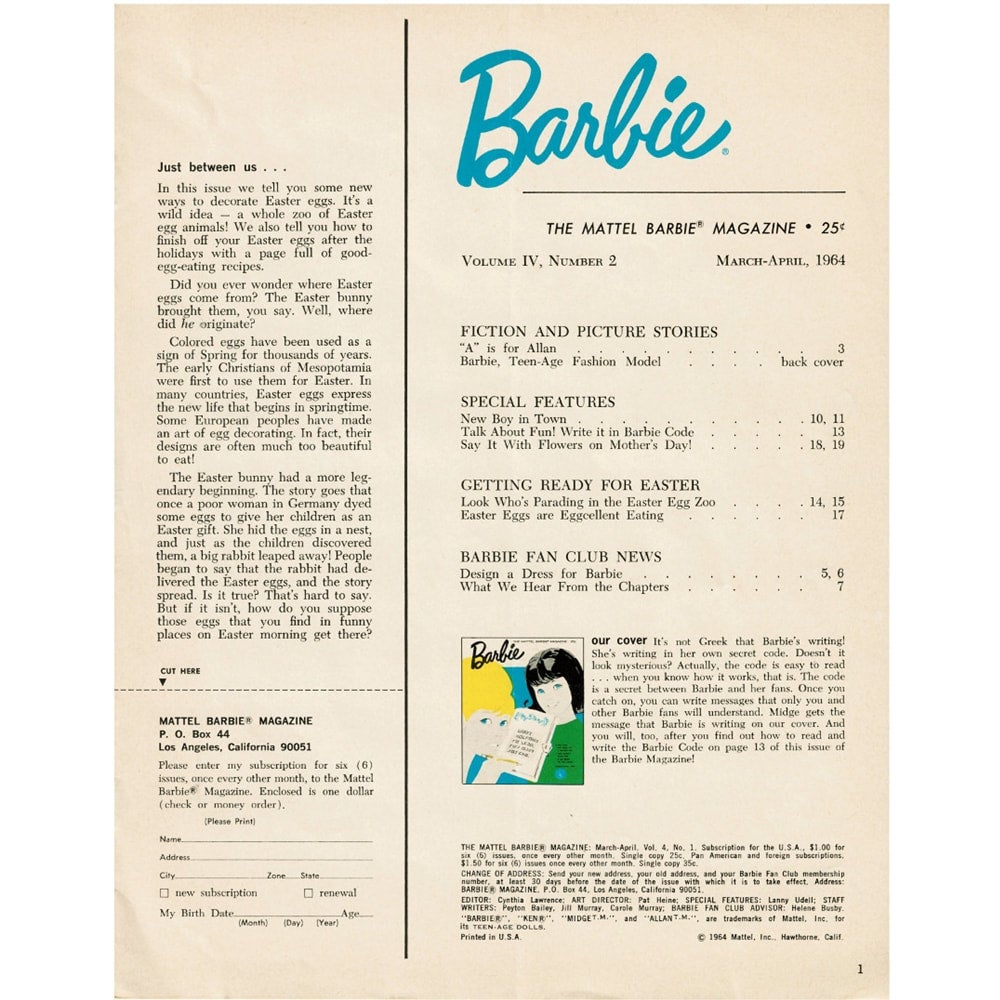 Just between us . . .
In this issue we tell you some new
ways to decorate Easter eggs. It's a
wild idea — a whole zoo of Easter
egg animals! We also tell you how to
finish off your Easter eggs after the
holidays with a page full of good-
egg-eating recipes.
Did you ever wonder where Easter
eggs come from? The Easter bunny
brought them, you say. Well, where
did he originate?
Colored eggs have been used as a
sign of Spring for thousands of years.
The early Christians of Mesopotamia
were first to use them for Easter. In
many countries, Easter eggs express
the new life that begins in springtime.
Some European peoples have made
an art of egg decorating. In fact, their
designs are often much too beautiful
to eat!
The Easter bunny had a more leg-
endary beginning. The story goes that
once a poor woman in Germany dyed
some eggs to give her children as an
Easter gift. She hid the eggs in a nest,
and just as the children discovered
them, a big rabbit leaped away! People
began to say that the rabbit had de-
livered the Easter eggs, and the story
spread. Is it true? That's hard to say.
But if it isn't, how do you suppose
those eggs that you find in funny
places on Easter morning get there?
CUT HERE
▼
MATTEL BARBIE® MAGAZINE
P. O. Box 44
Los Angeles, California 90051
Please enter my subscription for six (6)
issues, once every other month, to the Mattel
Barbie® Magazine. Enclosed is one dollar
(check or money order).
(Please Print)
Name
Address
City Zone State
☐ new subscription ☐ renewal
My Birth Date Age
(Month) (Day) (Year)
Barbie®
THE MATTEL BARBIE® MAGAZINE • 25¢
VOLUME IV, NUMBER 2 MARCH-APRIL, 1964
FICTION AND PICTURE STORIES
"A" is for Allan . . . . . . . . . . 3
Barbie, Teen-Age Fashion Model . . . . back cover
SPECIAL FEATURES
New Boy in Town . . . . . . . . . . 10, 11
Talk About Fun! Write it in Barbie Code . . . . . 13
Say It With Flowers on Mother's Day! . . . . . 18, 19
GETTING READY FOR EASTER
Look Who's Parading in the Easter Egg Zoo . . . . 14, 15
Easter Eggs are Eggcellent Eating . . . . . . 17
BARBIE FAN CLUB NEWS
Design a Dress for Barbie . . . . . . . . 5, 6
What We Hear From the Chapters . . . . . . 7
Barbie
our cover It's not Greek that Barbie's writing!
She's writing in her own secret code. Doesn't it
look mysterious? Actually, the code is easy to read
. . . when you know how it works, that is. The code
is a secret between Barbie and her fans. Once you
catch on, you can write messages that only you and
other Barbie fans will understand. Midge gets the
message that Barbie is writing on our cover. And
you will, too, after you find out how to read and
write the Barbie Code on page 13 of this issue of
the Barbie Magazine!
THE MATTEL BARBIE® MAGAZINE: March-April, Vol. 4, No. 1. Subscription for the U.S.A., $1.00 for
six (6) issues, once every other month. Single copy 25c. Pan American and foreign subscriptions,
$1.50 for six (6) issues once every other month. Single copy 35c.
CHANGE OF ADDRESS: Send your new address, your old address, and your Barbie Fan Club membership
number, at least 30 days before the date of the issue with which it is to take effect. Address:
BARBIE® MAGAZINE, P.O. Box 44, Los Angeles, California 90051.
EDITOR: Cynthia Lawrence; ART DIRECTOR: Pat Heine; SPECIAL FEATURES: Lanny Udell; STAFF
WRITERS: Peyton Bailey, Jill Murray, Carole Murray; BARBIE FAN CLUB ADVISOR: Helene Busby.
"BARBIE®", "KEN®", "MIDGE T.M.", and "ALLAN T.M.", are trademarks of Mattel, Inc. for
its TEEN-AGE DOLLS.
Printed in U.S.A. © 1964 Mattel, Inc., Hawthorne, Calif.
1